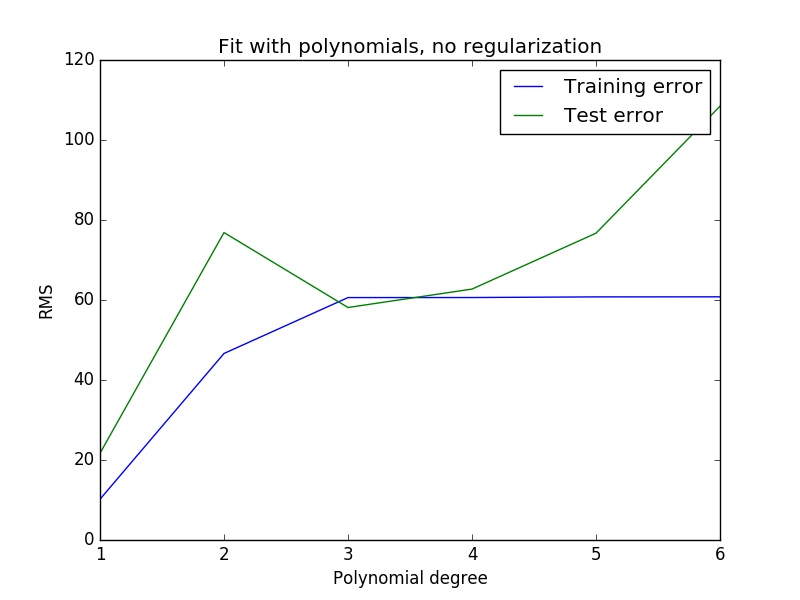 Fit with polynomials, no regularization
Training error
Test error
120
100
80
60
40
20
0
RMS
1 2 3 4 5 6
Polynomial degree